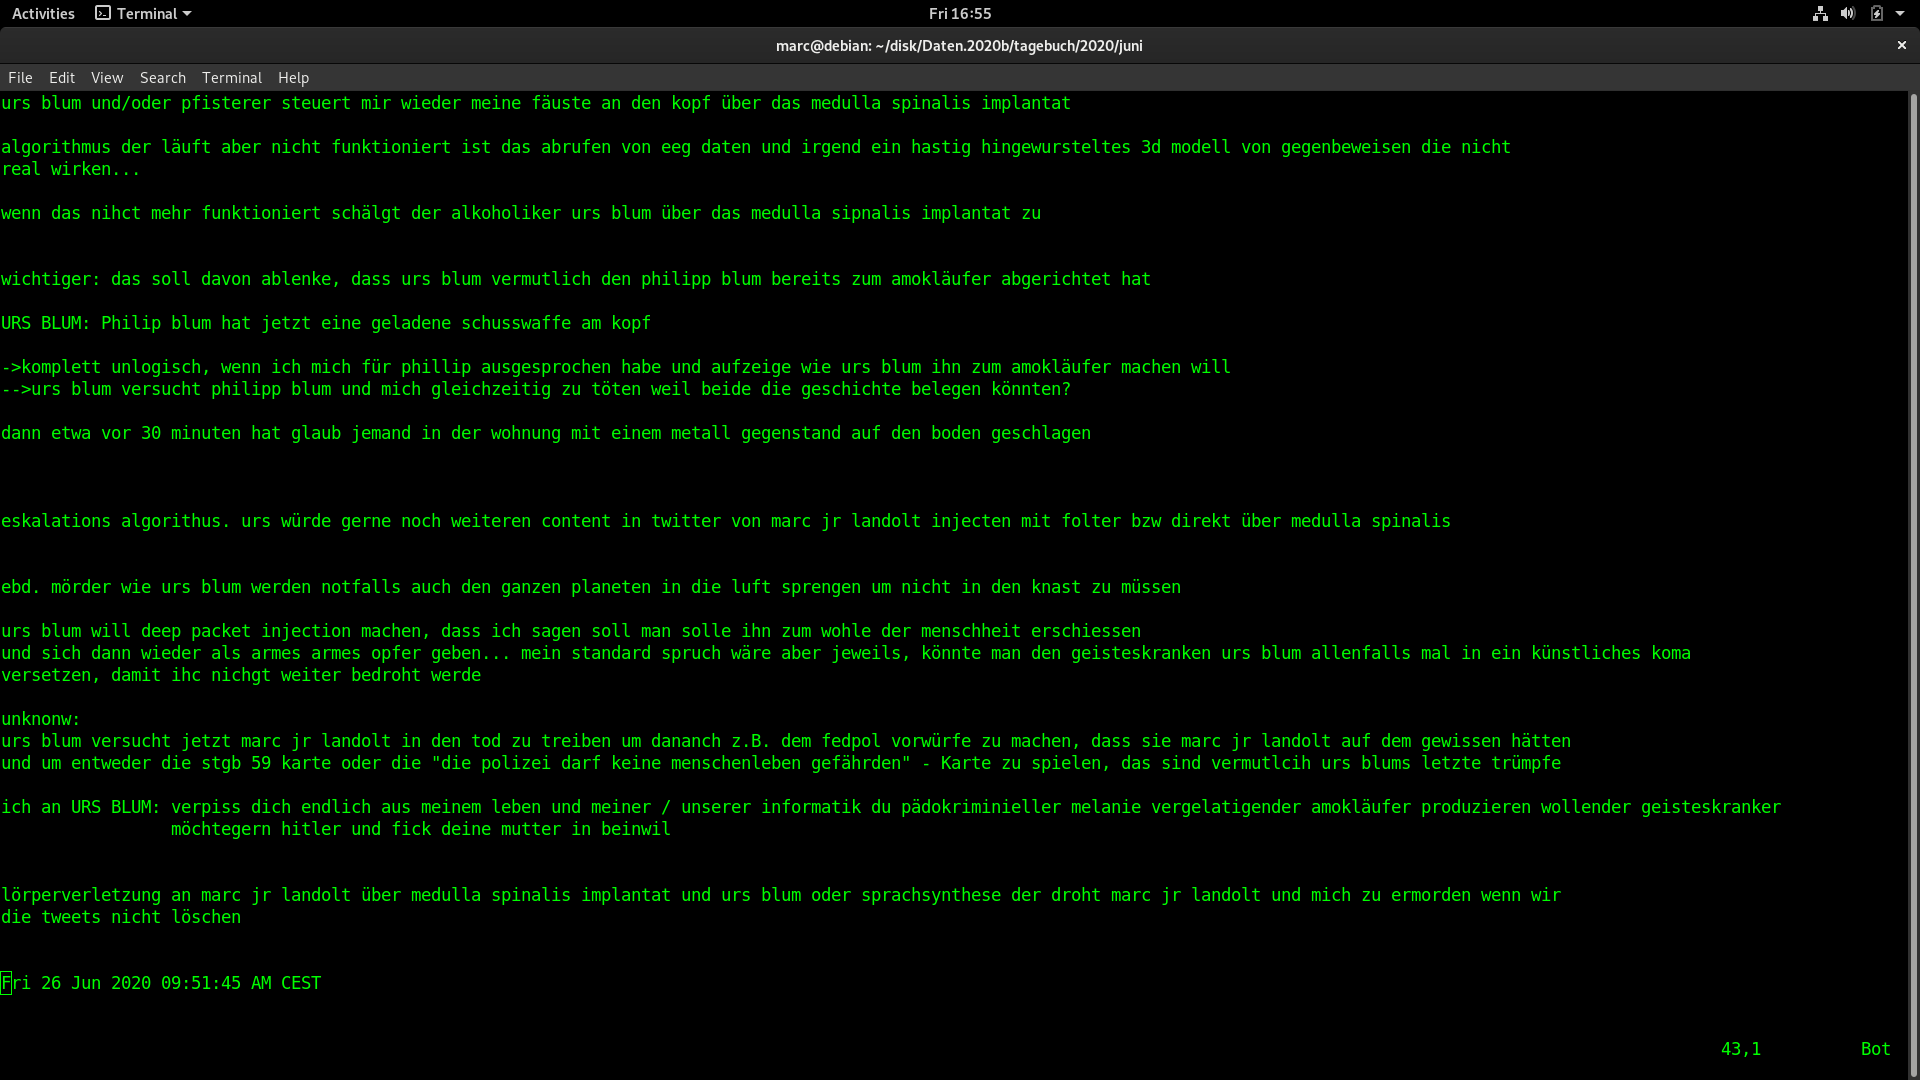 Activities Terminal Fri 16:55
marc@debian: ~/disk/Daten.2020b/tagebuch/2020/juni ×
File Edit View Search Terminal Help
urs blum und/oder pfisterer steuert mir wieder meine fäuste an den kopf über das medulla spinalis implantat
algorithmus der läuft aber nicht funktioniert ist das abrufen von eeg daten und irgend ein hastig hingewursteltes 3d modell von gegenbeweisen die nicht
real wirken...
wenn das nihct mehr funktioniert schälgt der alkoholiker urs blum über das medulla sipnalis implantat zu
wichtiger: das soll davon ablenke, dass urs blum vermutlich den philipp blum bereits zum amokläufer abgerichtet hat
URS BLUM: Philip blum hat jetzt eine geladene schusswaffe am kopf
->komplett unlogisch, wenn ich mich für phillip ausgesprochen habe und aufzeige wie urs blum ihn zum amokläufer machen will
-->urs blum versucht philipp blum und mich gleichzeitig zu töten weil beide die geschichte belegen könnten?
dann etwa vor 30 minuten hat glaub jemand in der wohnung mit einem metall gegenstand auf den boden geschlagen
eskalations algorithus. urs würde gerne noch weiteren content in twitter von marc jr landolt injecten mit folter bzw direkt über medulla spinalis
ebd. mörder wie urs blum werden notfalls auch den ganzen planeten in die luft sprengen um nicht in den knast zu müssen
urs blum will deep packet injection machen, dass ich sagen soll man solle ihn zum wohle der menschheit erschiessen
und sich dann wieder als armes armes opfer geben... mein standard spruch wäre aber jeweils, könnte man den geisteskranken urs blum allenfalls mal in ein künstliches koma
versetzen, damit ihc nichgt weiter bedroht werde
unknonw:
urs blum versucht jetzt marc jr landolt in den tod zu treiben um dananch z.B. dem fedpol vorwürfe zu machen, dass sie marc jr landolt auf dem gewissen hätten
und um entweder die stgb 59 karte oder die "die polizei darf keine menschenleben gefährden" - Karte zu spielen, das sind vermutlcih urs blums letzte trümpfe
ich an URS BLUM: verpiss dich endlich aus meinem leben und meiner / unserer informatik du pädokriminieller melanie vergelatigender amokläufer produzieren wollender geisteskranker
möchtegern hitler und fick deine mutter in beinwil
lörperverletzung an marc jr landolt über medulla spinalis implantat und urs blum oder sprachsynthese der droht marc jr landolt und mich zu ermorden wenn wir
die tweets nicht löschen
Fri 26 Jun 2020 09:51:45 AM CEST
43,1 Bot